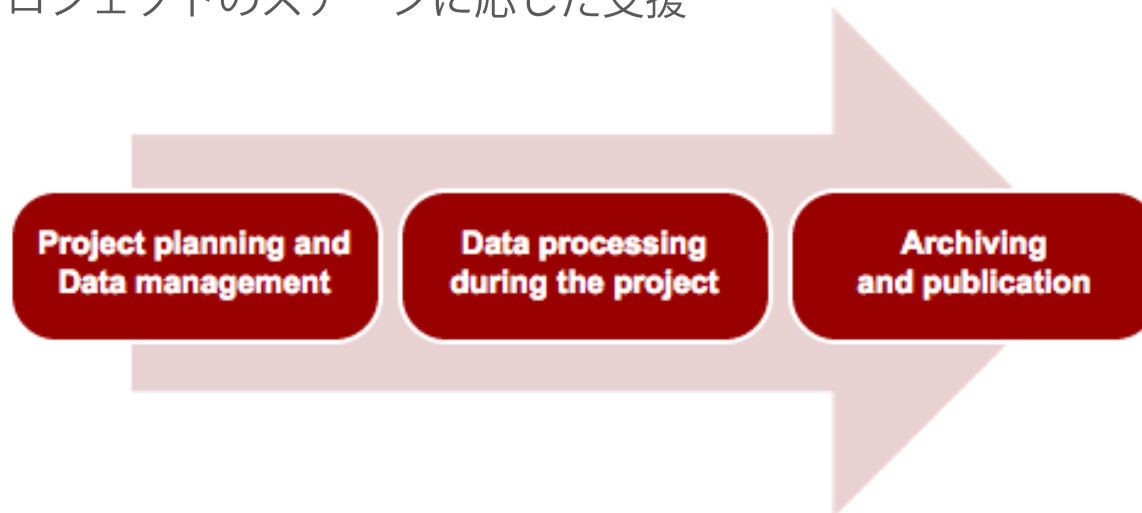 ロジェクトのステージに応じた支援
Project planning and
Data management
Data processing
during the project
Archiving
and publication